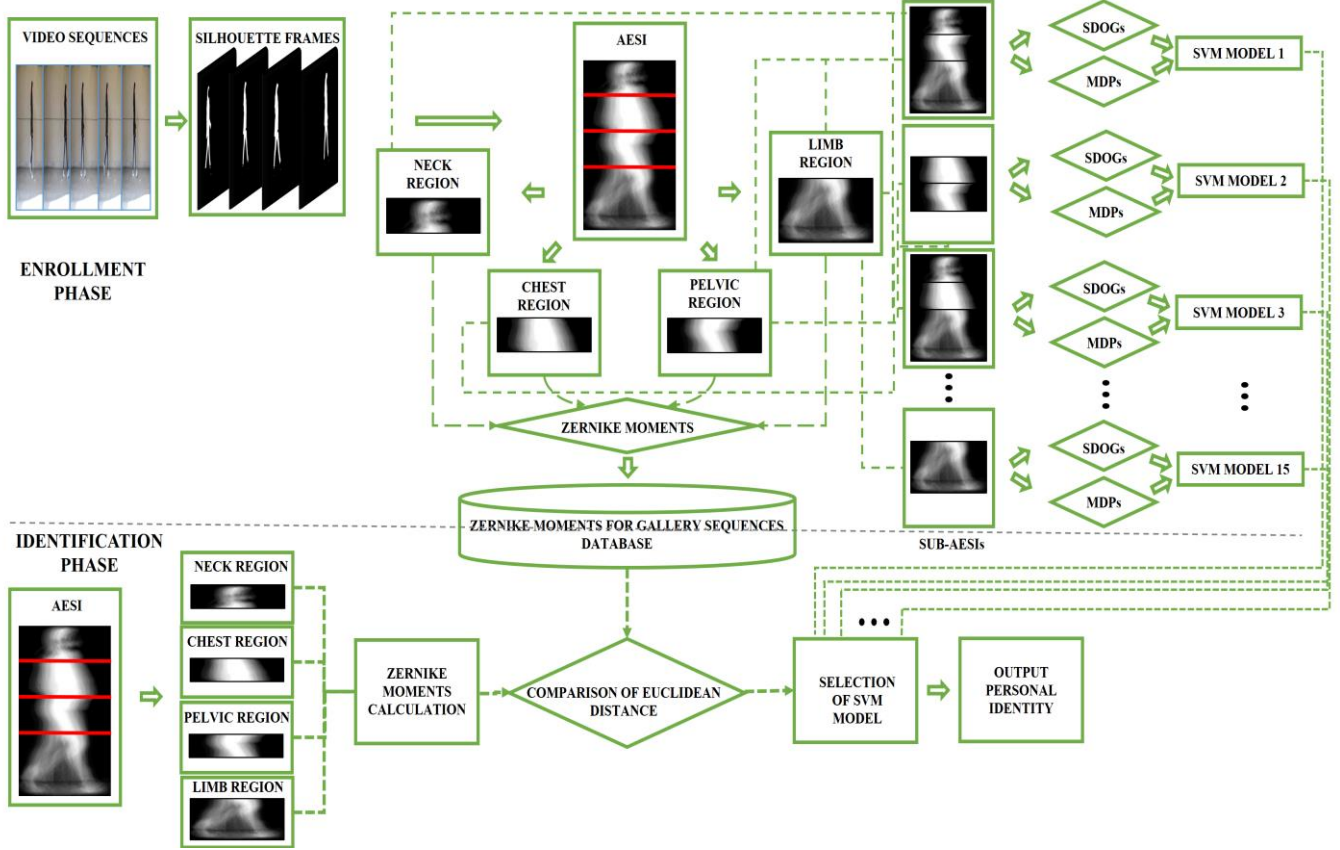 VIDEO SEQUENCES
SILHOUETTE FRAMES
ENROLLMENT
PHASE
AESI
NECK
REGION
LIMB
REGION
CHEST
REGION
PELVIC
REGION
ZERNIKE MOMENTS
ZERNIKE MOMENTS FOR GALLERY SEQUENCES
DATABASE
SDOGs
MDPs
SVM MODEL 1
SDOGs
MDPs
SVM MODEL 2
SDOGs
MDPs
SVM MODEL 3
SDOGs
MDPs
SVM MODEL 15
SUB-AESIs
IDENTIFICATION
PHASE
AESI
NECK REGION
CHEST REGION
PELVIC REGION
LIMB REGION
ZERNIKE
MOMENTS
CALCULATION
COMPARISON OF EUCLIDEAN
DISTANCE
SELECTION
OF SVM
MODEL
OUTPUT
PERSONAL
IDENTITY